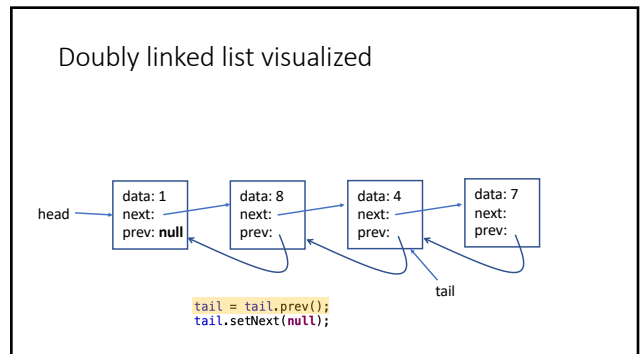 Doubly linked list visualized
head
data: 1
next:
prev: null
data: 8
next:
prev:
data: 4
next:
prev:
data: 7
next:
prev:
tail
tail = tail.prev();
tail.setNext(null);